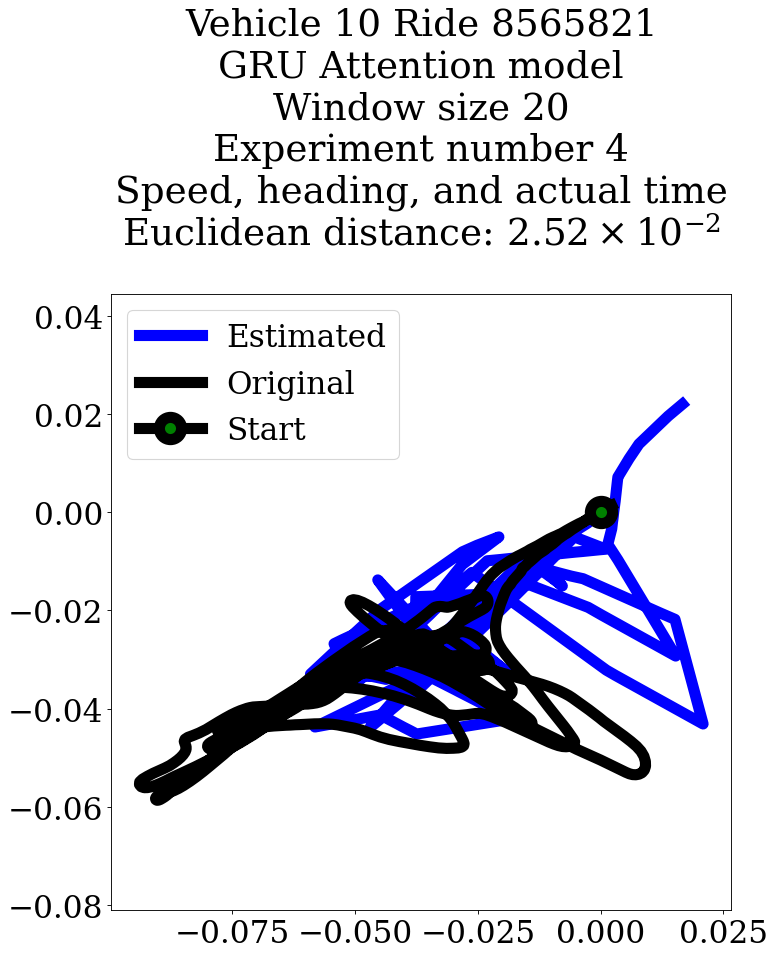 Vehicle 10 Ride 8565821
GRU Attention model
Window size 20
Experiment number 4
Speed, heading, and actual time
Euclidean distance: 2.52 × 10⁻²
0.04
0.02
0.00
−0.02
−0.04
−0.06
−0.08
Estimated
Original
Start
−0.075 −0.050 −0.025 0.000 0.025